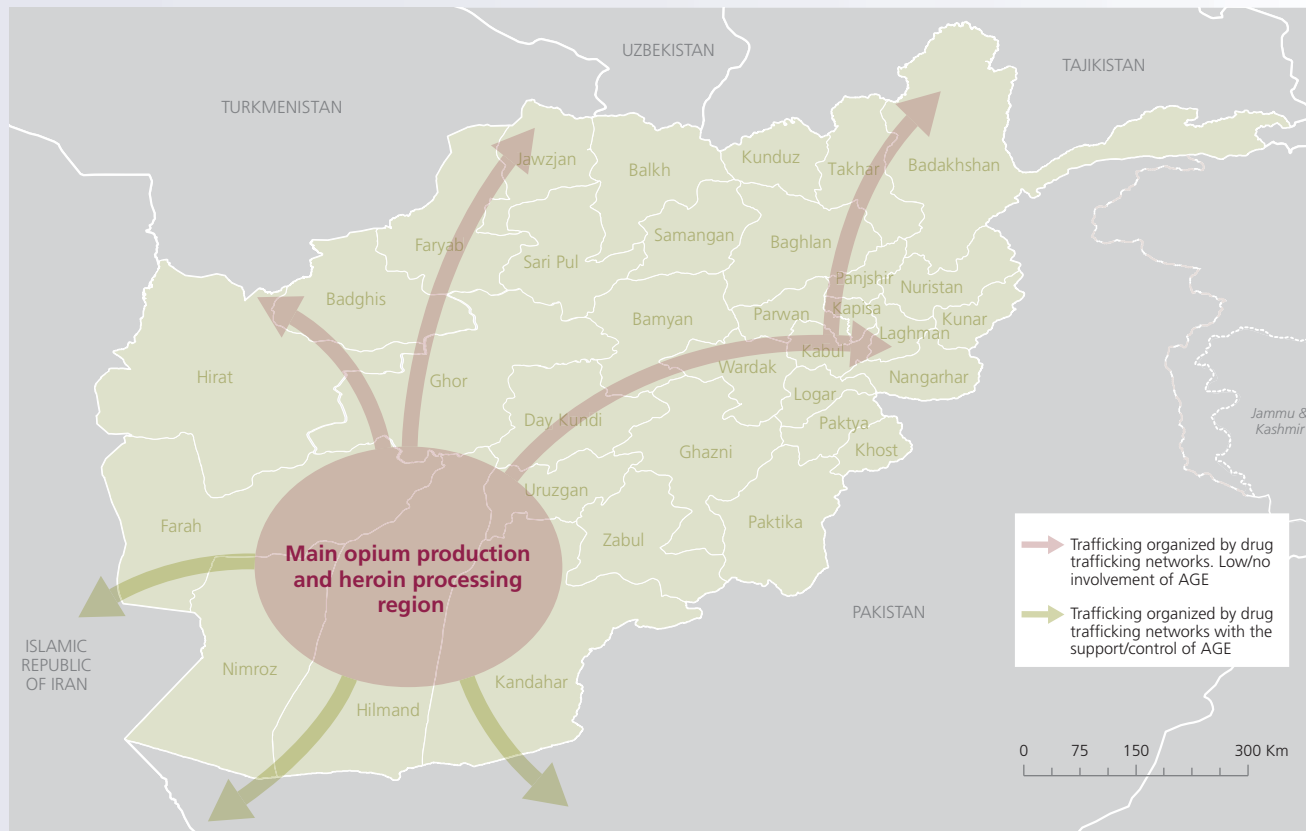 UZBEKISTAN
TAJIKISTAN
TURKMENISTAN
Jawzjan
Balkh
Kunduz
Takhar
Badakhshan
Faryab
Samangan
Baghlan
Sari Pul
Panjshir
Nuristan
Badghis
Bamyan
Parwan
Kapisa
Kunar
Laghman
Kabul
Hirat
Ghor
Wardak
Nangarhar
Logar
Day Kundi
Paktya
Jammu &
Kashmir
Ghazni
Khost
Uruzgan
Farah
Zabul
Paktika
Main opium production
and heroin processing
region
Trafficking organized by drug
trafficking networks. Low/no
involvement of AGE
Trafficking organized by drug
trafficking networks with the
support/control of AGE
PAKISTAN
ISLAMIC
REPUBLIC
OF IRAN
Nimroz
Kandahar
Hilmand
0 75 150 300 Km